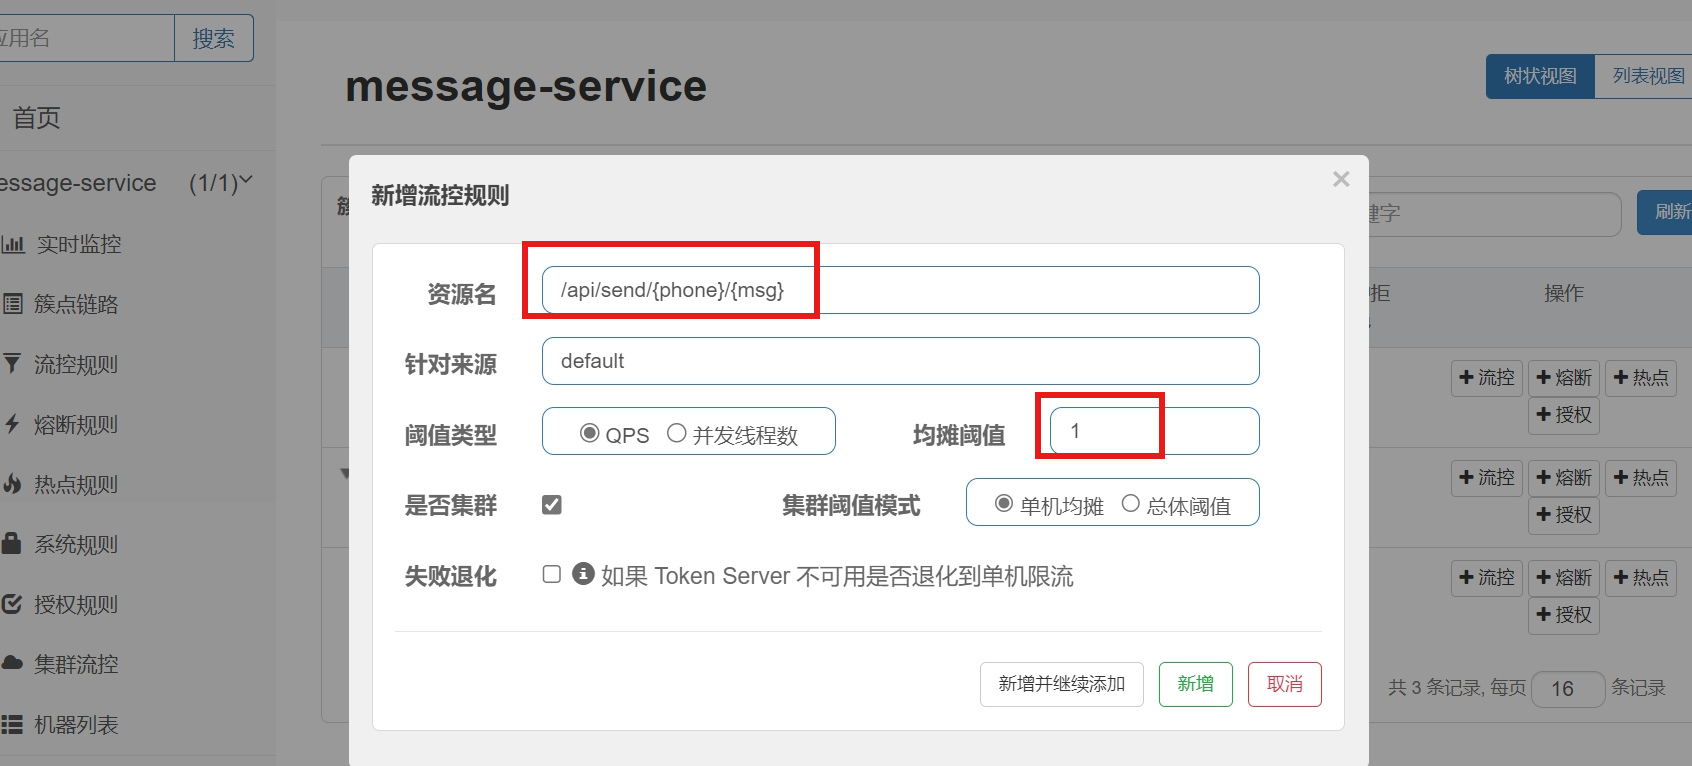 应用名 搜索
首页
essage-service (1/1)
实时监控
簇点链路
流控规则
熔断规则
热点规则
系统规则
授权规则
集群流控
机器列表
message-service
树状视图 列表视图
簇
键字 刷新
操作
流控 熔断 热点
授权
流控 熔断 热点
授权
流控 熔断 热点
授权
共 3 条记录, 每页 16 条记录
新增流控规则 ×
资源名 /api/send/{phone}/{msg}
针对来源 default
阈值类型 QPS 并发线程数 均摊阈值 1
是否集群 集群阈值模式 单机均摊 总体阈值
失败退化 如果 Token Server 不可用是否退化到单机限流
新增并继续添加 新增 取消